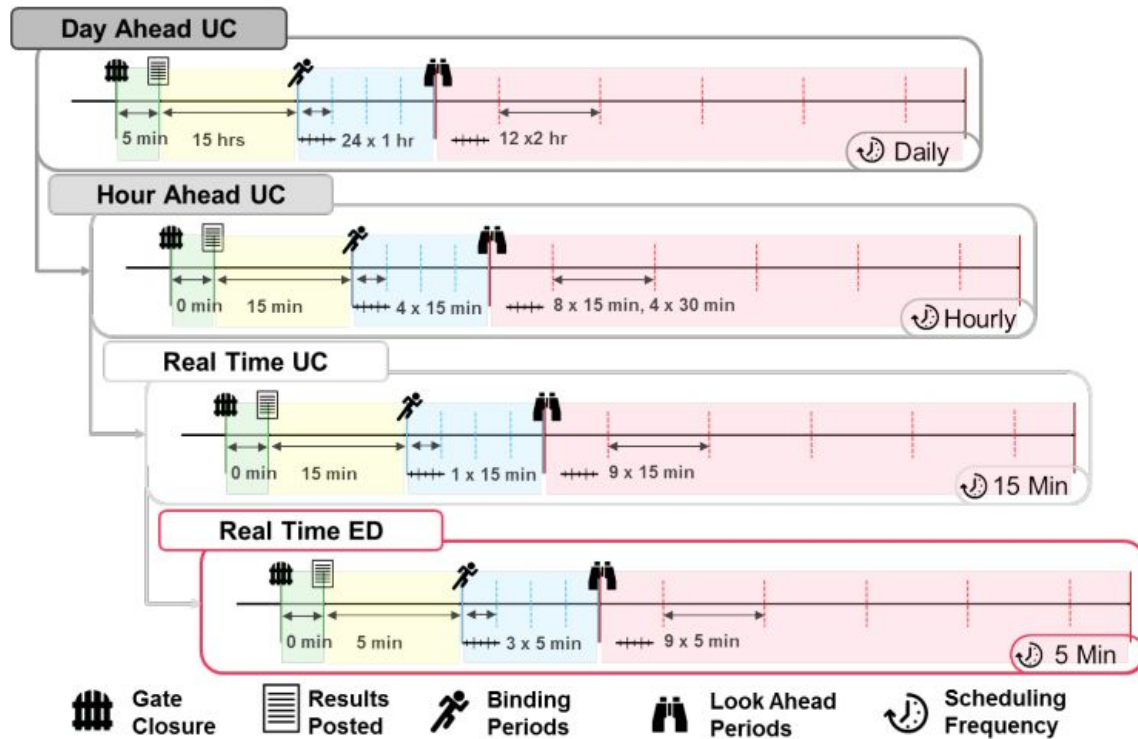 Day Ahead UC
5 min
15 hrs
24 x 1 hr
12 x2 hr
Daily
Hour Ahead UC
0 min
15 min
4 x 15 min
8 x 15 min, 4 x 30 min
Hourly
Real Time UC
0 min
15 min
1 x 15 min
9 x 15 min
15 Min
Real Time ED
0 min
5 min
3 x 5 min
9 x 5 min
5 Min
Gate
Closure
Results
Posted
Binding
Periods
Look Ahead
Periods
Scheduling
Frequency